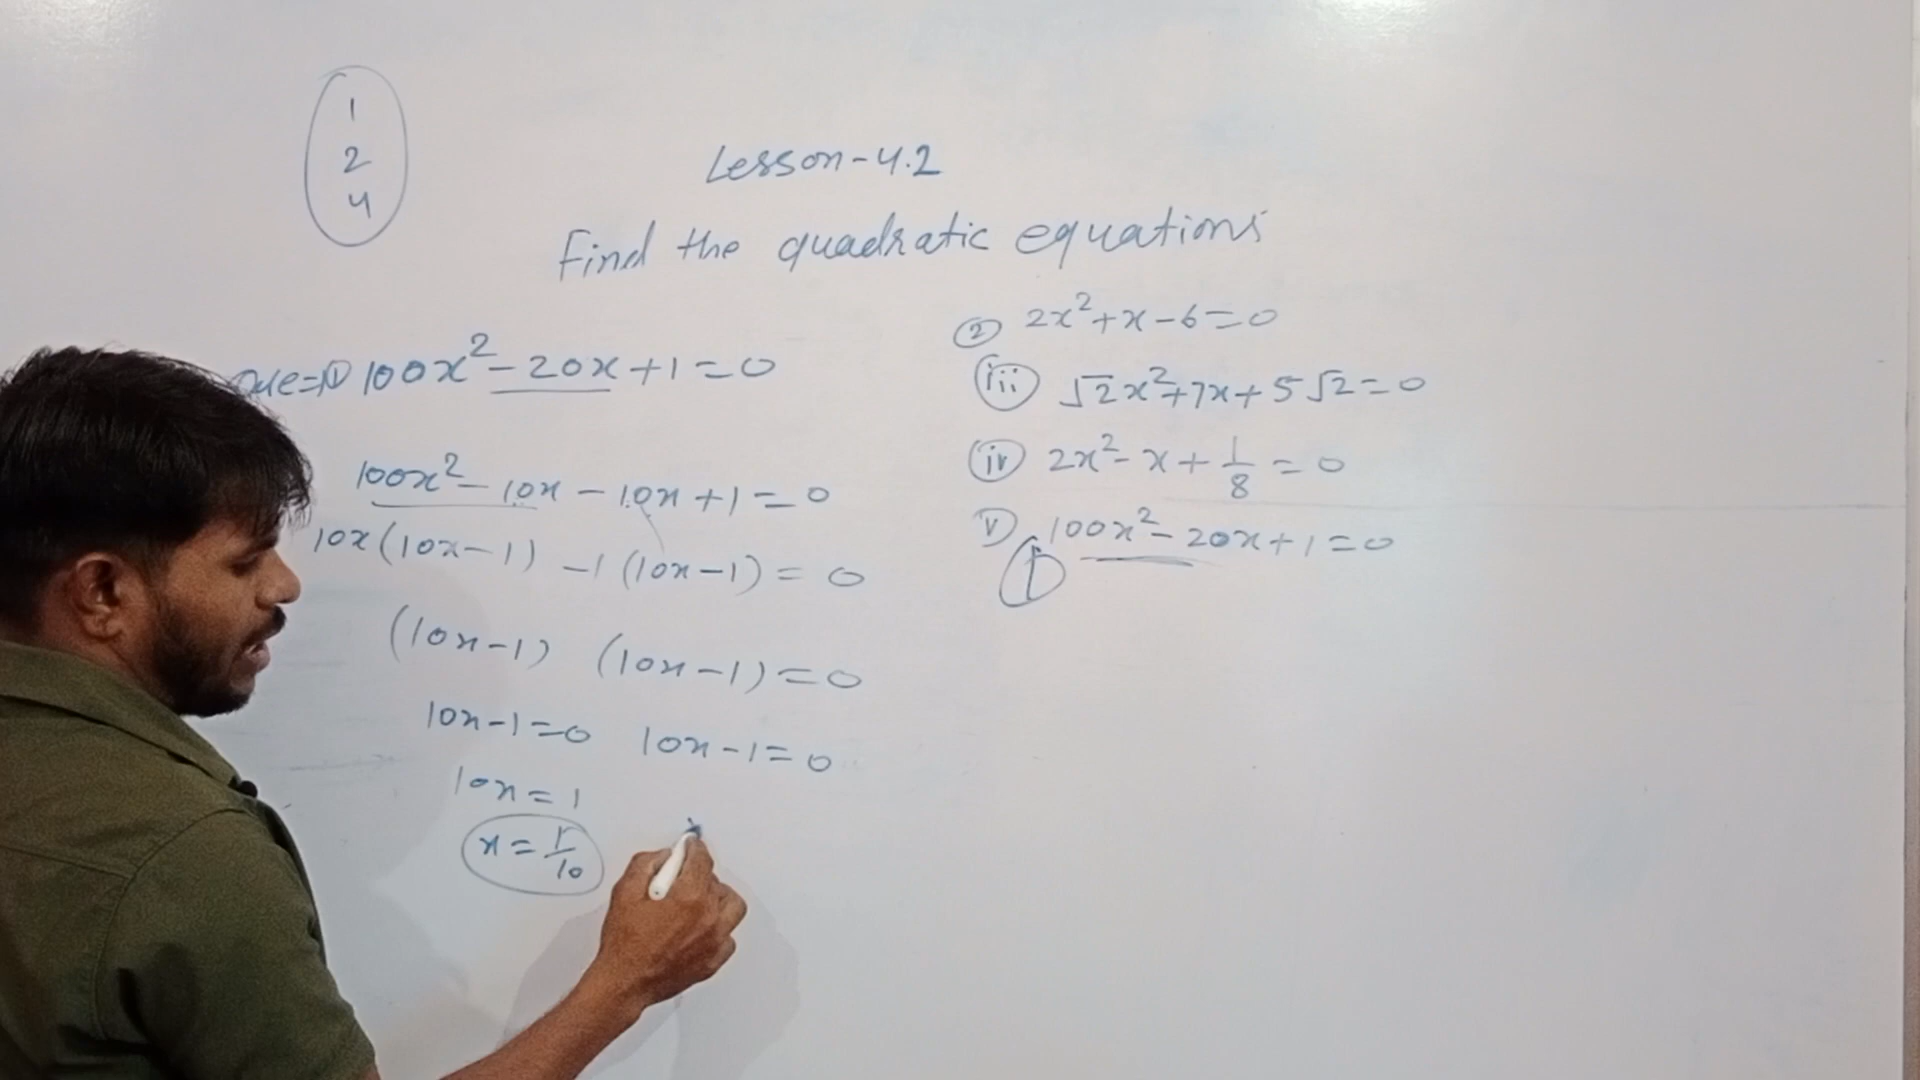 1
2
4
Lesson-4.2
Find the quadratic equations
Que=>① 100x²-20x+1=0
100x²-10x-10x+1=0
10x(10x-1) -1(10x-1)=0
(10x-1) (10x-1)=0
10x-1=0 10x-1=0
10x=1
x=1/10
② 2x²+x-6=0
(iii) √2x²+7x+5√2=0
(iv) 2x²-x+1/8=0
(v) 100x²-20x+1=0